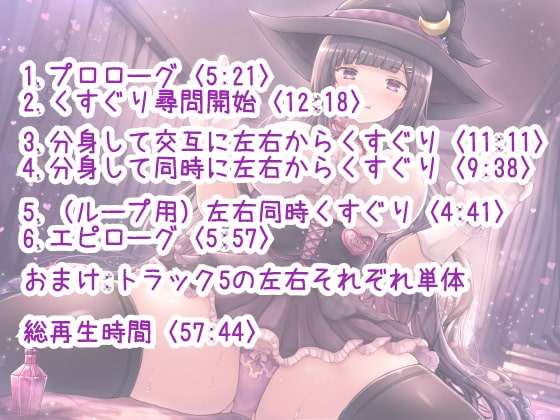 1.プロローグ〈5:21〉
2.くすぐり尋問開始〈12:18〉
3.分身して交互に左右からくすぐり〈11:11〉
4.分身して同時に左右からくすぐり〈9:38〉
5.（ループ用）左右同時くすぐり〈4:41〉
6.エピローグ〈5:57〉
おまけ:トラック5の左右それぞれ単体
総再生時間〈57:44〉